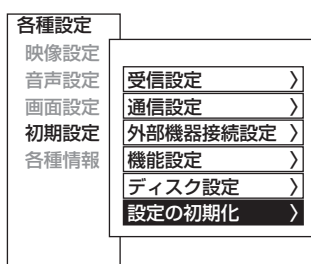 各種設定
映像設定
音声設定
画面設定
初期設定
各種情報
受信設定 〉
通信設定 〉
外部機器接続設定 〉
機能設定 〉
ディスク設定 〉
設定の初期化 〉